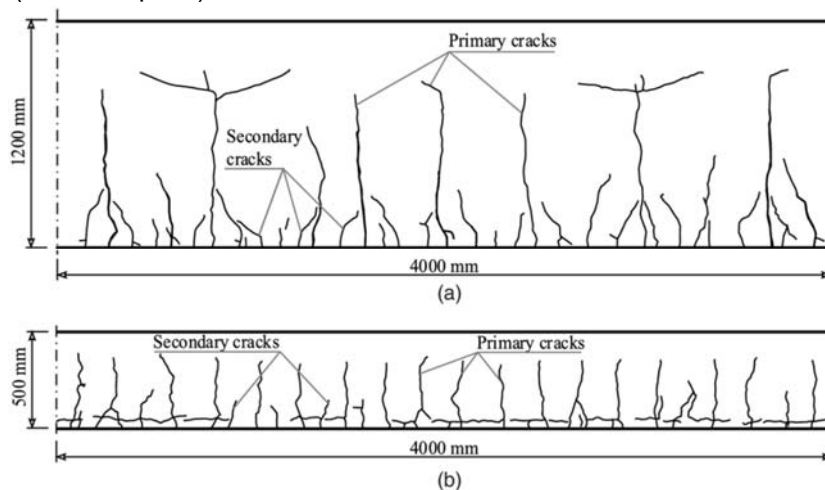 Primary cracks
1200 mm
Secondary
cracks
4000 mm
(a)
500 mm
Secondary cracks
Primary cracks
4000 mm
(b)